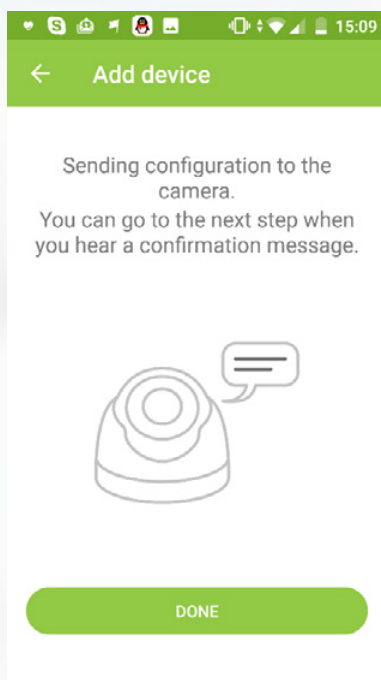 15:09
Add device
Sending configuration to the
camera.
You can go to the next step when
you hear a confirmation message.
DONE